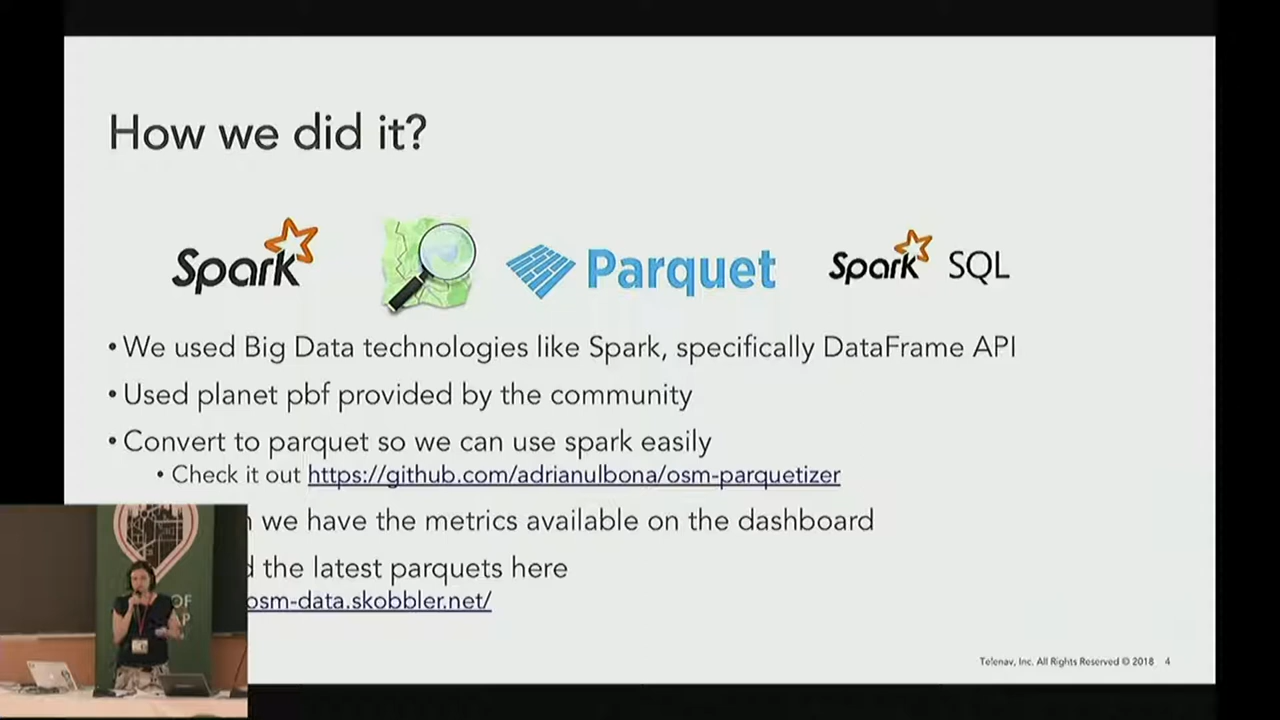 How we did it?
Spark
Parquet
Spark SQL
• We used Big Data technologies like Spark, specifically DataFrame API
• Used planet pbf provided by the community
• Convert to parquet so we can use spark easily
• Check it out https://github.com/adrianulbona/osm-parquetizer
we have the metrics available on the dashboard
the latest parquets here
osm-data.skobbler.net/
OF
Telenav, Inc. All Rights Reserved © 2018 4